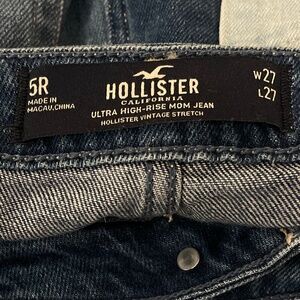 5R
MADE IN
MACAU,CHINA
HOLLISTER
CALIFORNIA
ULTRA HIGH-RISE MOM JEAN
HOLLISTER VINTAGE STRETCH
W27
L27